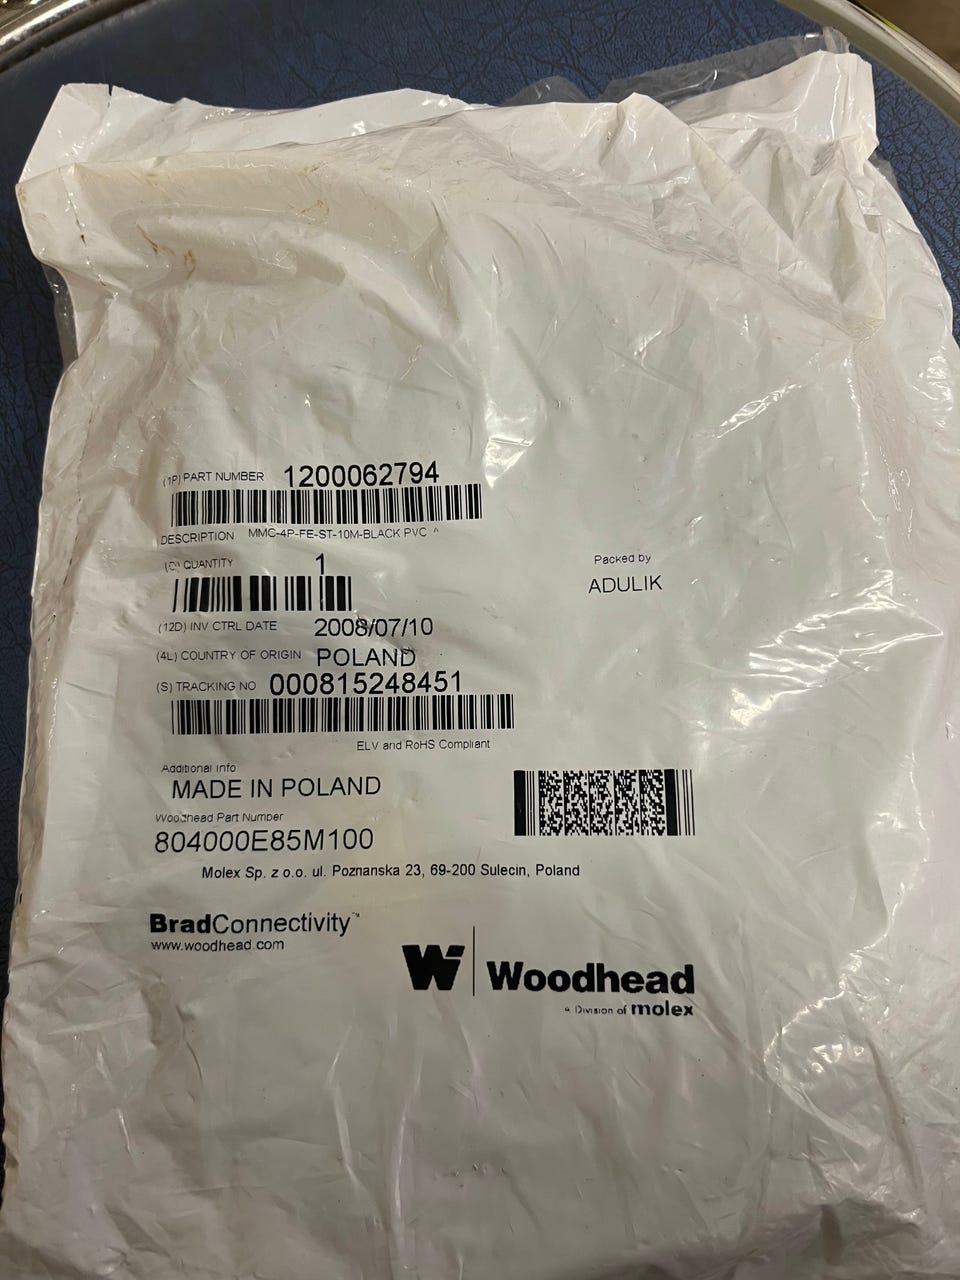 (1P) PART NUMBER 1200062794
DESCRIPTION MMC-4P-FE-ST-10M-BLACK PVC ^
(Q) QUANTITY 1
Packed by
ADULIK
(12D) INV CTRL DATE 2008/07/10
(4L) COUNTRY OF ORIGIN POLAND
(S) TRACKING NO 000815248451
ELV and RoHS Compliant
Additional Info
MADE IN POLAND
Woodhead Part Number
804000E85M100
Molex Sp. z o.o. ul. Poznanska 23, 69-200 Sulecin, Poland
BradConnectivity™
www.woodhead.com
W Woodhead
a Division of molex